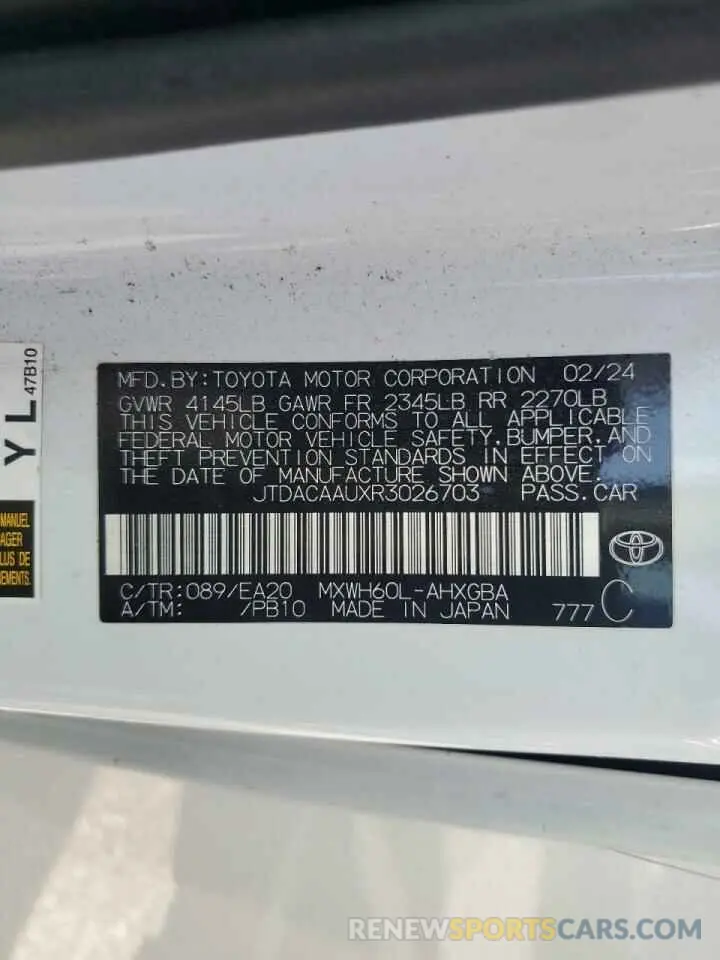 MFD.BY:TOYOTA MOTOR CORPORATION 02/24
GVWR 4145LB GAWR FR 2345LB RR 2270LB
THIS VEHICLE CONFORMS TO ALL APPLICABLE
FEDERAL MOTOR VEHICLE SAFETY,BUMPER,AND
THEFT PREVENTION STANDARDS IN EFFECT ON
THE DATE OF MANUFACTURE SHOWN ABOVE.
JTDACAAUXR3026703 PASS.CAR
C/TR:089/EA20 MXWH60L-AHXGBA
A/TM: /PB10 MADE IN JAPAN 777 C
YL
47B10
MANUEL
AGER
LUS DE
EMENTS.
RENEWSPORTSCARS.COM